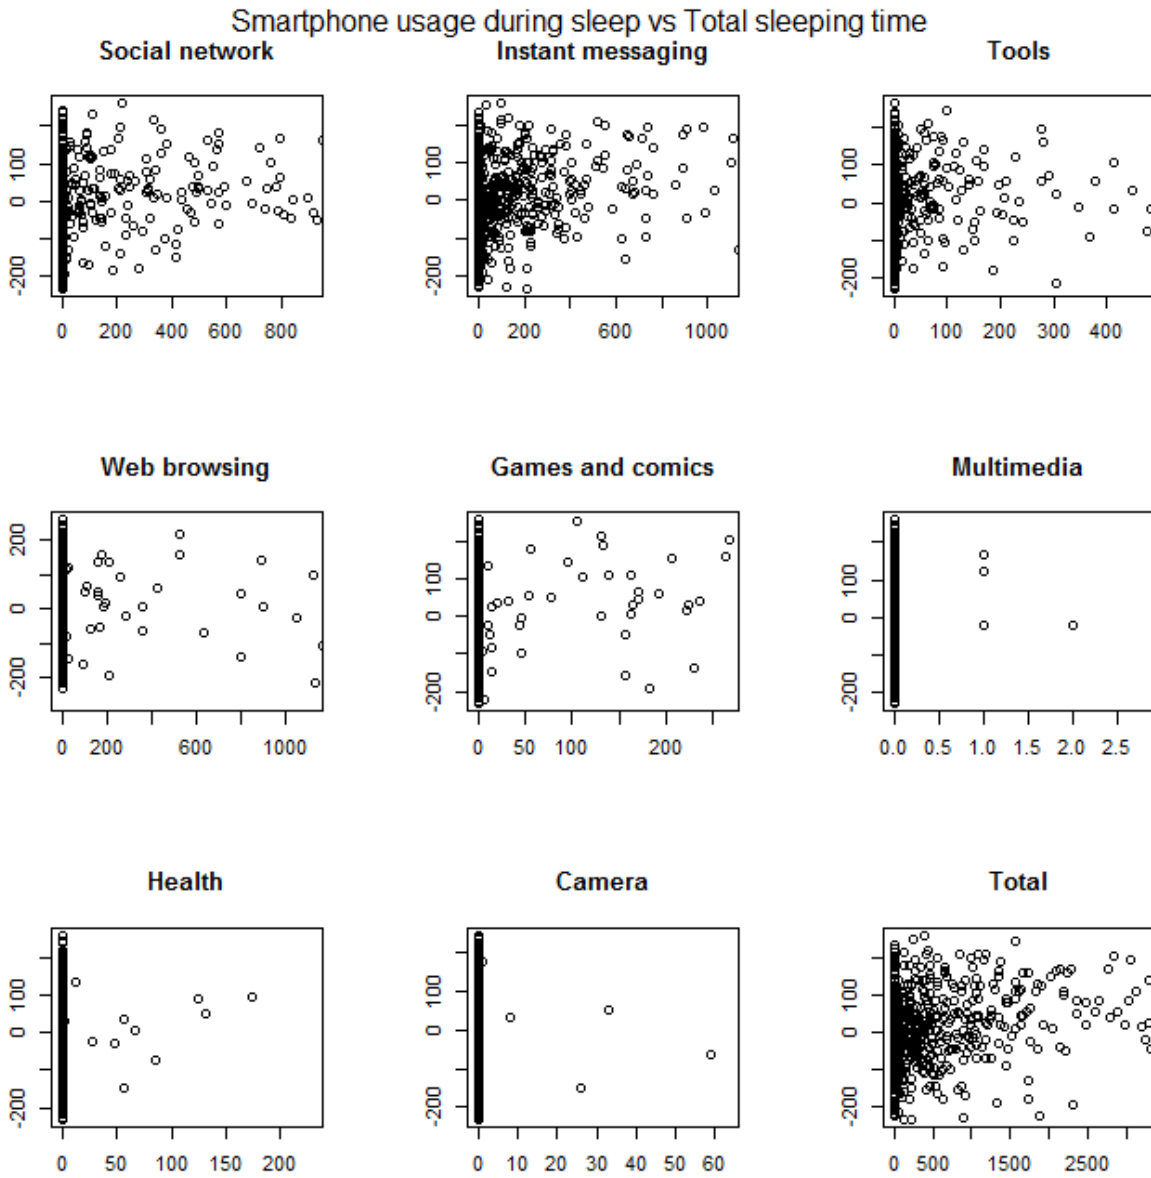 Smartphone usage during sleep vs Total sleeping time
Social network Instant messaging Tools
-200 0 100 -200 0 100 -200 0 100
0 200 400 600 800 0 200 600 1000 0 100 200 300 400
Web browsing Games and comics Multimedia
-200 0 200 -200 0 100 -200 0 100
0 200 600 1000 0 50 100 200 0.0 0.5 1.0 1.5 2.0 2.5
Health Camera Total
-200 0 100 -200 0 100 -200 0 100
0 50 100 200 0 10 20 30 40 50 60 0 500 1500 2500